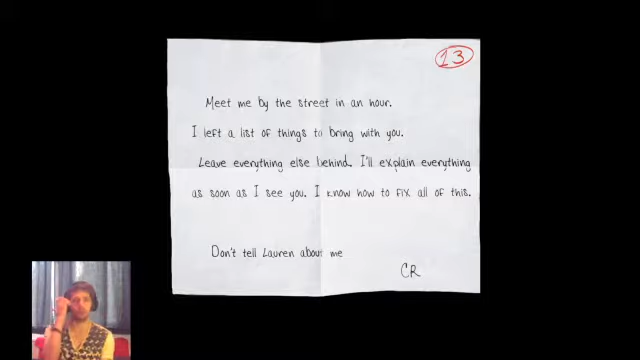 13
Meet me by the street in an hour.
I left a list of things to bring with you.
Leave everything else behind. I'll explain everything
as soon as I see you. I know how to fix all of this.
Don't tell Lauren about me
CR